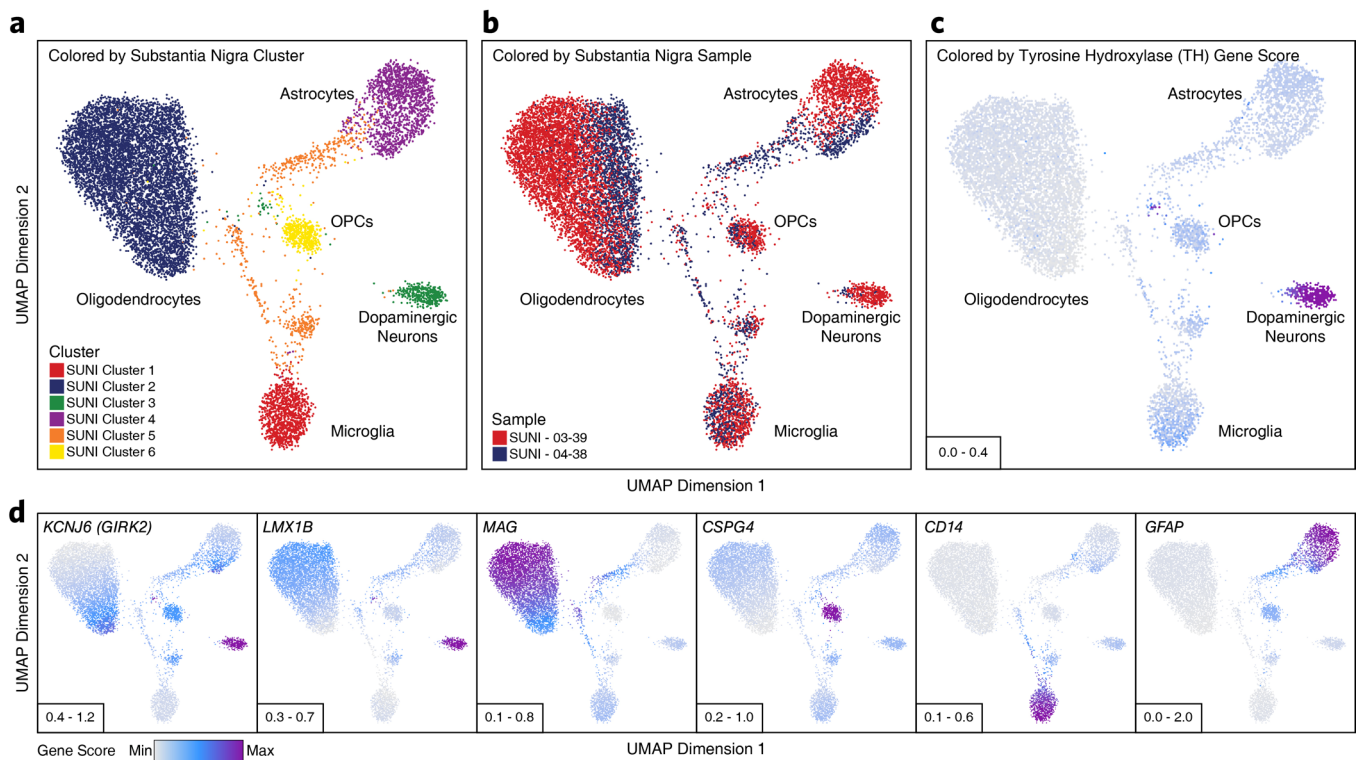 a
Colored by Substantia Nigra Cluster
Astrocytes
OPCs
Oligodendrocytes
Dopaminergic
Neurons
Cluster
SUNI Cluster 1
SUNI Cluster 2
SUNI Cluster 3
SUNI Cluster 4
SUNI Cluster 5
SUNI Cluster 6
Microglia
UMAP Dimension 2
b
Colored by Substantia Nigra Sample
Astrocytes
OPCs
Oligodendrocytes
Dopaminergic
Neurons
Sample
SUNI - 03-39
SUNI - 04-38
Microglia
c
Colored by Tyrosine Hydroxylase (TH) Gene Score
Astrocytes
OPCs
Oligodendrocytes
Dopaminergic
Neurons
Microglia
0.0 - 0.4
UMAP Dimension 1
d
KCNJ6 (GIRK2)
0.4 - 1.2
LMX1B
0.3 - 0.7
MAG
0.1 - 0.8
CSPG4
0.2 - 1.0
CD14
0.1 - 0.6
GFAP
0.0 - 2.0
UMAP Dimension 2
Gene Score Min Max
UMAP Dimension 1